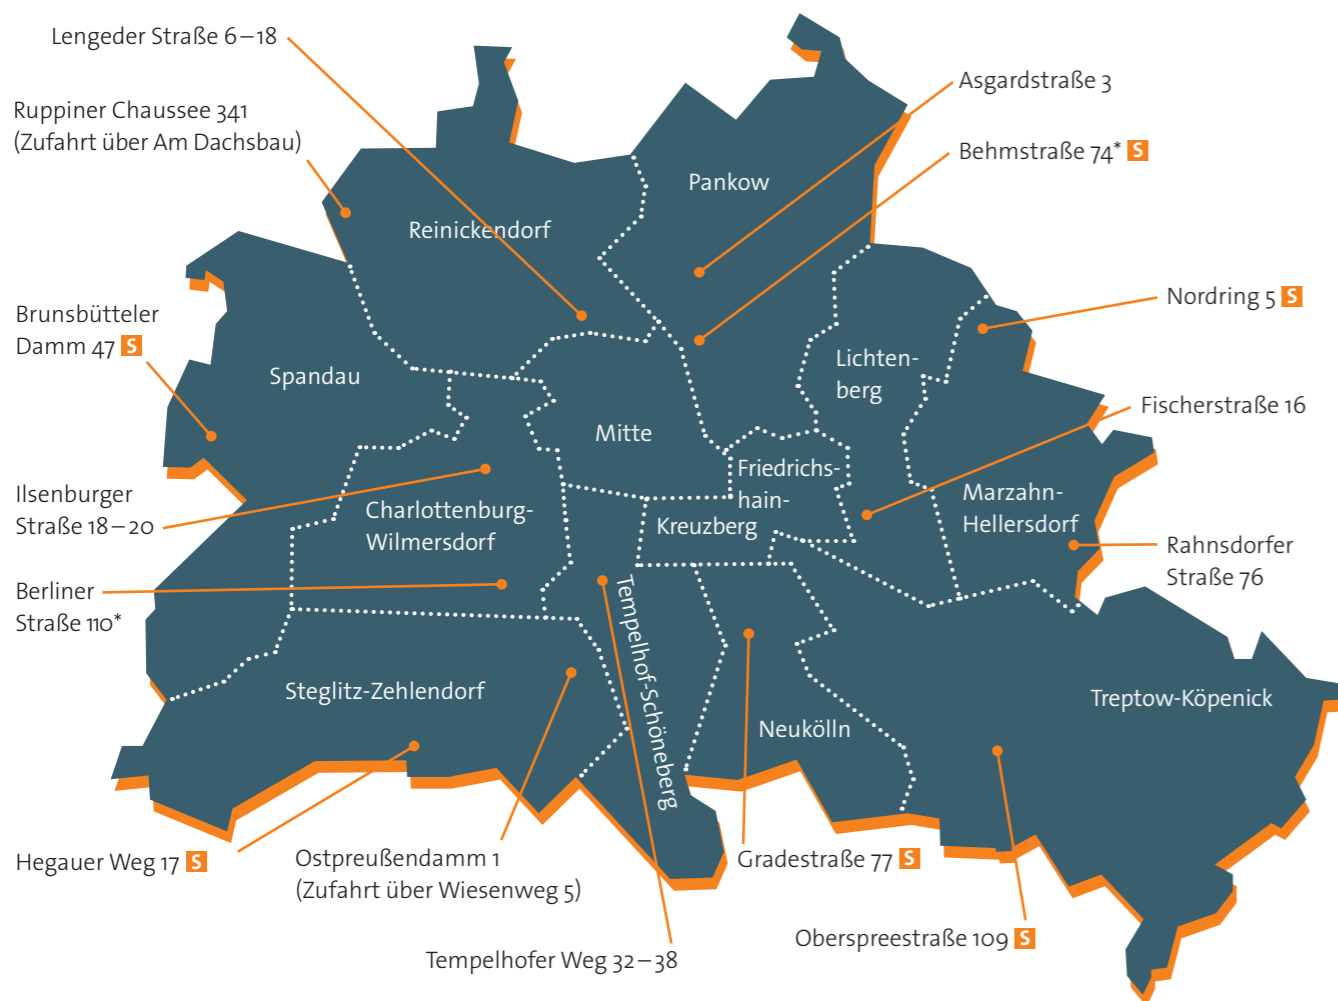 Lengeder Straße 6–18
Ruppiner Chaussee 341
(Zufahrt über Am Dachsbau)
Asgardstraße 3
Behmstraße 74* S
Pankow
Reinickendorf
Nordring 5 S
Brunsbütteler
Damm 47 S
Spandau
Lichten-
berg
Fischerstraße 16
Mitte
Friedrichs-
hain-
Kreuzberg
Marzahn-
Hellersdorf
Ilsenburger
Straße 18–20
Charlottenburg-
Wilmersdorf
Rahnsdorfer
Straße 76
Berliner
Straße 110*
Tempelhof-Schöneberg
Steglitz-Zehlendorf
Treptow-Köpenick
Neukölln
Hegauer Weg 17 S
Ostpreußendamm 1
(Zufahrt über Wiesenweg 5)
Gradestraße 77 S
Oberspreestraße 109 S
Tempelhofer Weg 32–38